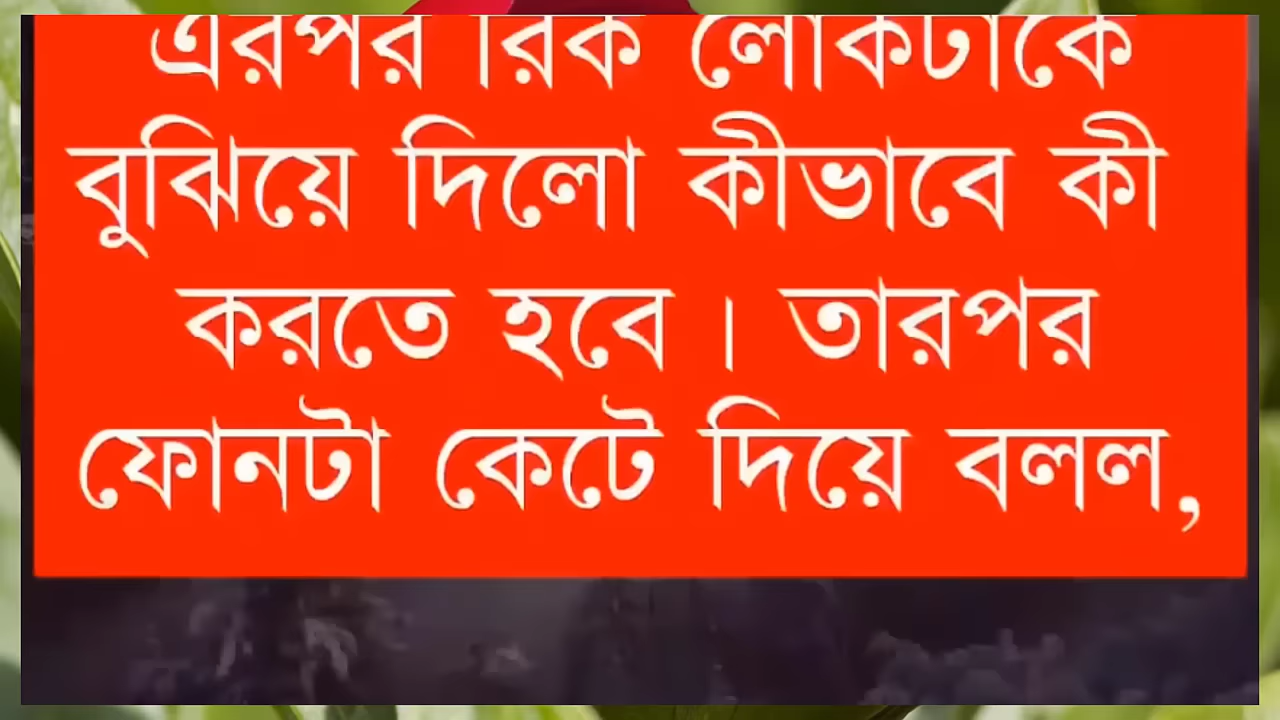 এরপর রিক লোকটাকে
বুঝিয়ে দিলো কীভাবে কী
করতে হবে। তারপর
ফোনটা কেটে দিয়ে বলল,